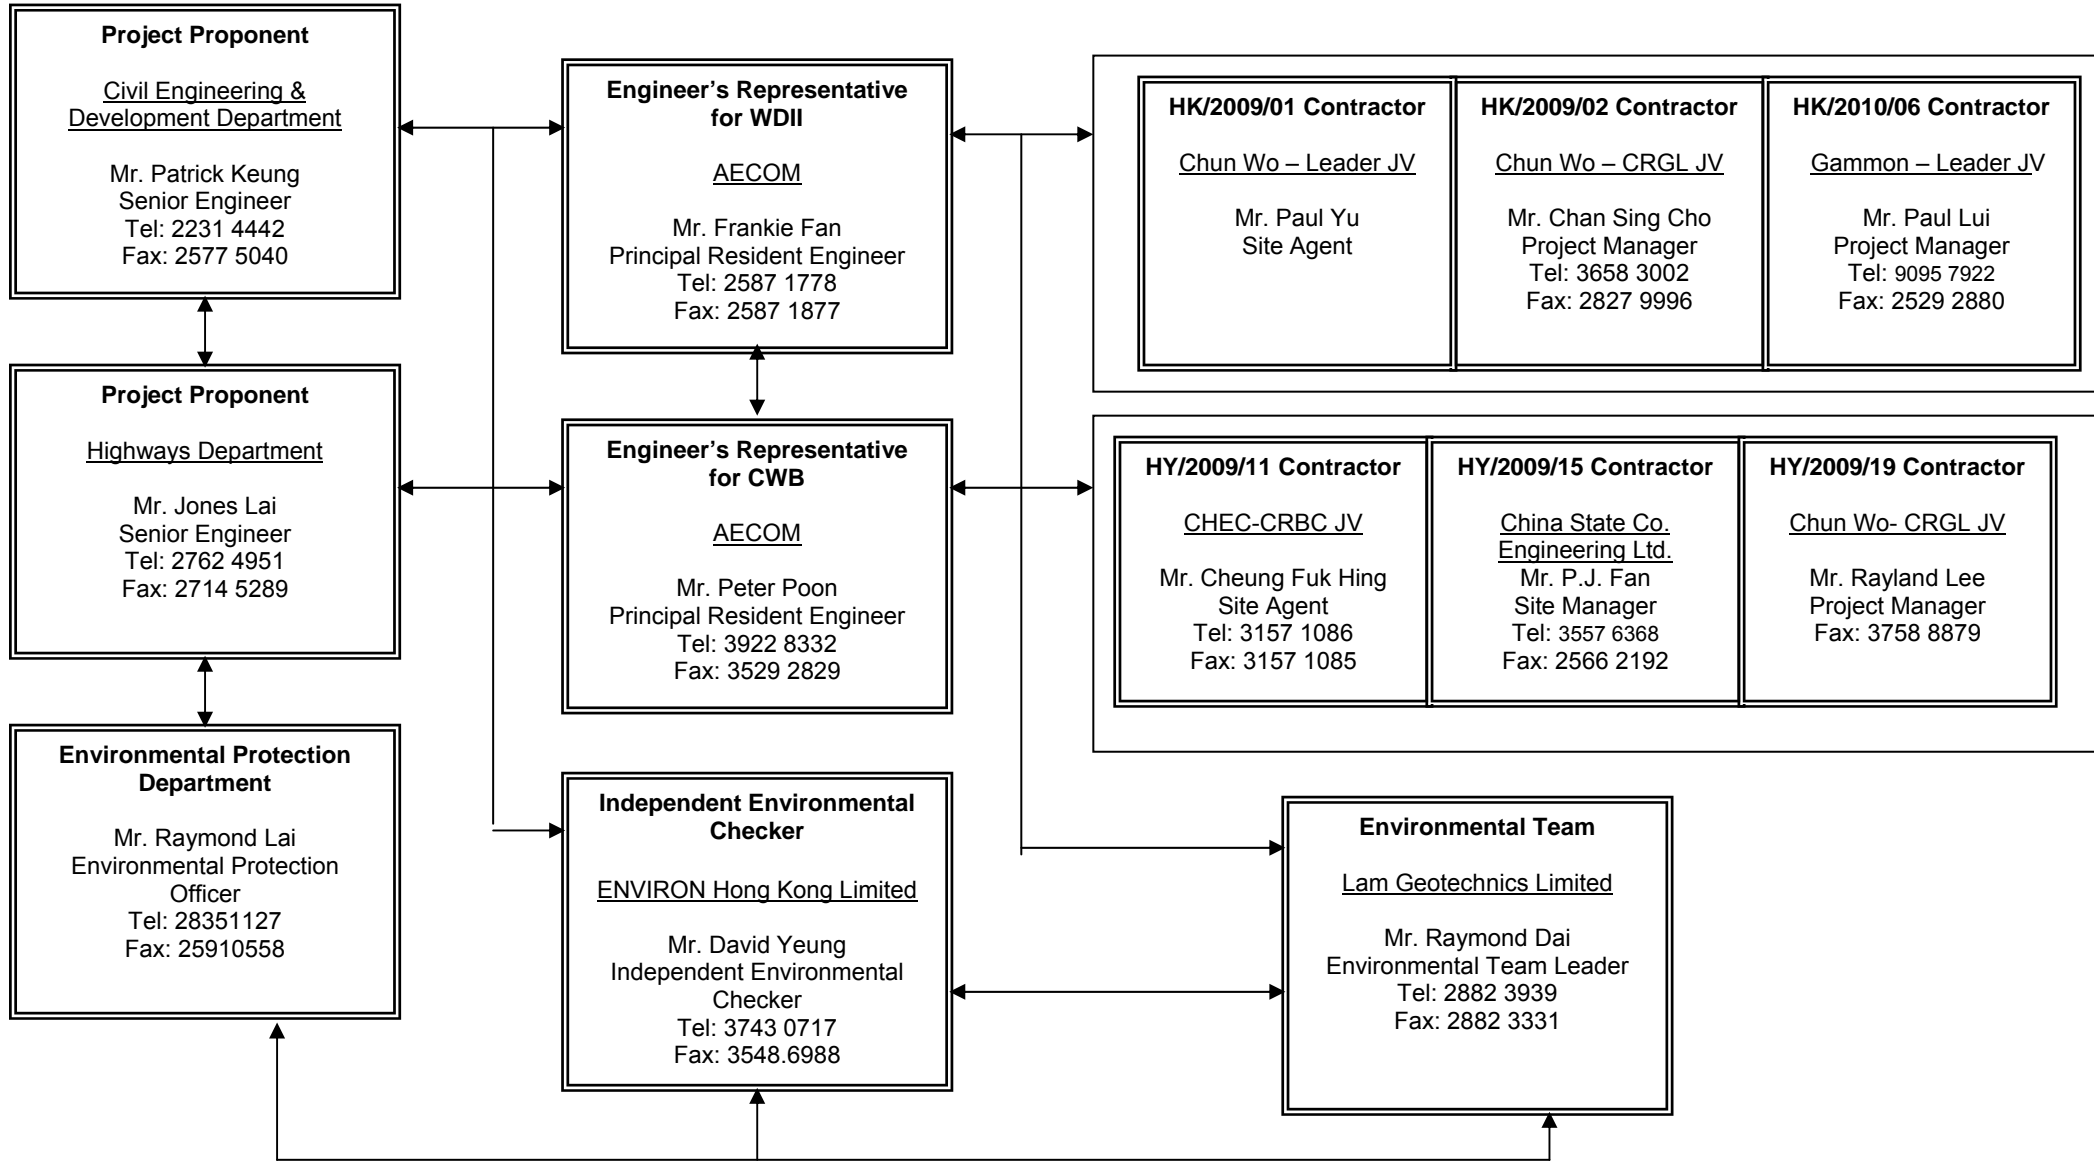 Project Proponent
Civil Engineering &
Development Department
Mr. Patrick Keung
Senior Engineer
Tel: 2231 4442
Fax: 2577 5040
Engineer's Representative
for WDII
AECOM
Mr. Frankie Fan
Principal Resident Engineer
Tel: 2587 1778
Fax: 2587 1877
HK/2009/01 Contractor
Chun Wo – Leader JV
Mr. Paul Yu
Site Agent
HK/2009/02 Contractor
Chun Wo – CRGL JV
Mr. Chan Sing Cho
Project Manager
Tel: 3658 3002
Fax: 2827 9996
HK/2010/06 Contractor
Gammon – Leader JV
Mr. Paul Lui
Project Manager
Tel: 9095 7922
Fax: 2529 2880
Project Proponent
Highways Department
Mr. Jones Lai
Senior Engineer
Tel: 2762 4951
Fax: 2714 5289
Engineer's Representative
for CWB
AECOM
Mr. Peter Poon
Principal Resident Engineer
Tel: 3922 8332
Fax: 3529 2829
HY/2009/11 Contractor
CHEC-CRBC JV
Mr. Cheung Fuk Hing
Site Agent
Tel: 3157 1086
Fax: 3157 1085
HY/2009/15 Contractor
China State Co.
Engineering Ltd.
Mr. P.J. Fan
Site Manager
Tel: 3557 6368
Fax: 2566 2192
HY/2009/19 Contractor
Chun Wo- CRGL JV
Mr. Rayland Lee
Project Manager
Fax: 3758 8879
Environmental Protection
Department
Mr. Raymond Lai
Environmental Protection
Officer
Tel: 28351127
Fax: 25910558
Independent Environmental
Checker
ENVIRON Hong Kong Limited
Mr. David Yeung
Independent Environmental
Checker
Tel: 3743 0717
Fax: 3548.6988
Environmental Team
Lam Geotechnics Limited
Mr. Raymond Dai
Environmental Team Leader
Tel: 2882 3939
Fax: 2882 3331